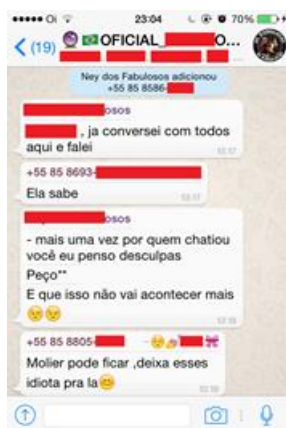 Oi 23:04 70%
(19) OFICIAL_ O...
Ney dos Fabulosos adicionou
+55 85 8586-
osos
, ja conversei com todos
aqui e falei
+55 85 8693-
Ela sabe
osos
- mais uma vez por quem chatiou
você eu penso desculpas
Peço**
E que isso não vai acontecer mais
+55 85 8805- -
Molier pode ficar ,deixa esses
idiota pra la